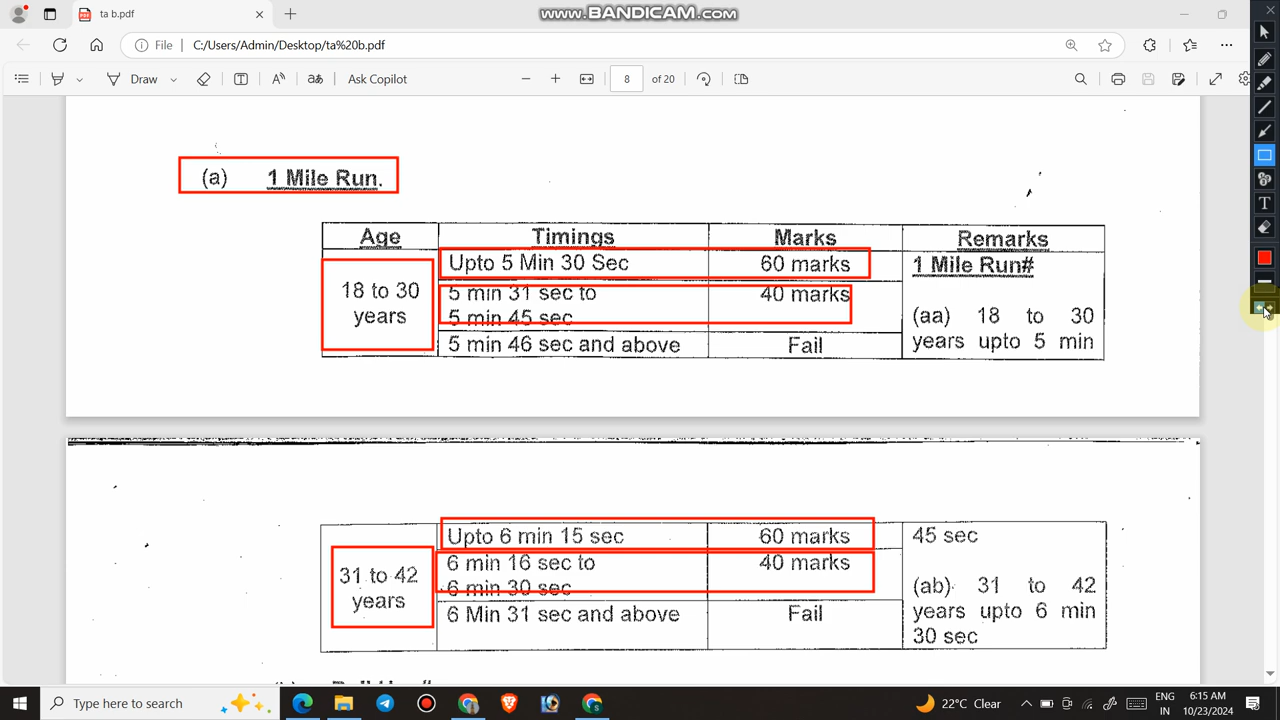 ta b.pdf
www.BANDICAM.com
File
C:/Users/Admin/Desktop/ta%20b.pdf
Draw
Ask Copilot
8
of 20
(a) 1 Mile Run.
Age Timings Marks Remarks
18 to 30
years
Upto 5 Min 30 Sec 60 marks
5 min 31 sec to 40 marks
5 min 45 sec
5 min 46 sec and above Fail
1 Mile Run#
(aa) 18 to 30
years upto 5 min
31 to 42
years
Upto 6 min 15 sec 60 marks
6 min 16 sec to 40 marks
6 min 30 sec
6 Min 31 sec and above Fail
45 sec
(ab). 31 to 42
years upto 6 min
30 sec
Type here to search
22°C Clear
ENG
IN
6:15 AM
10/23/2024